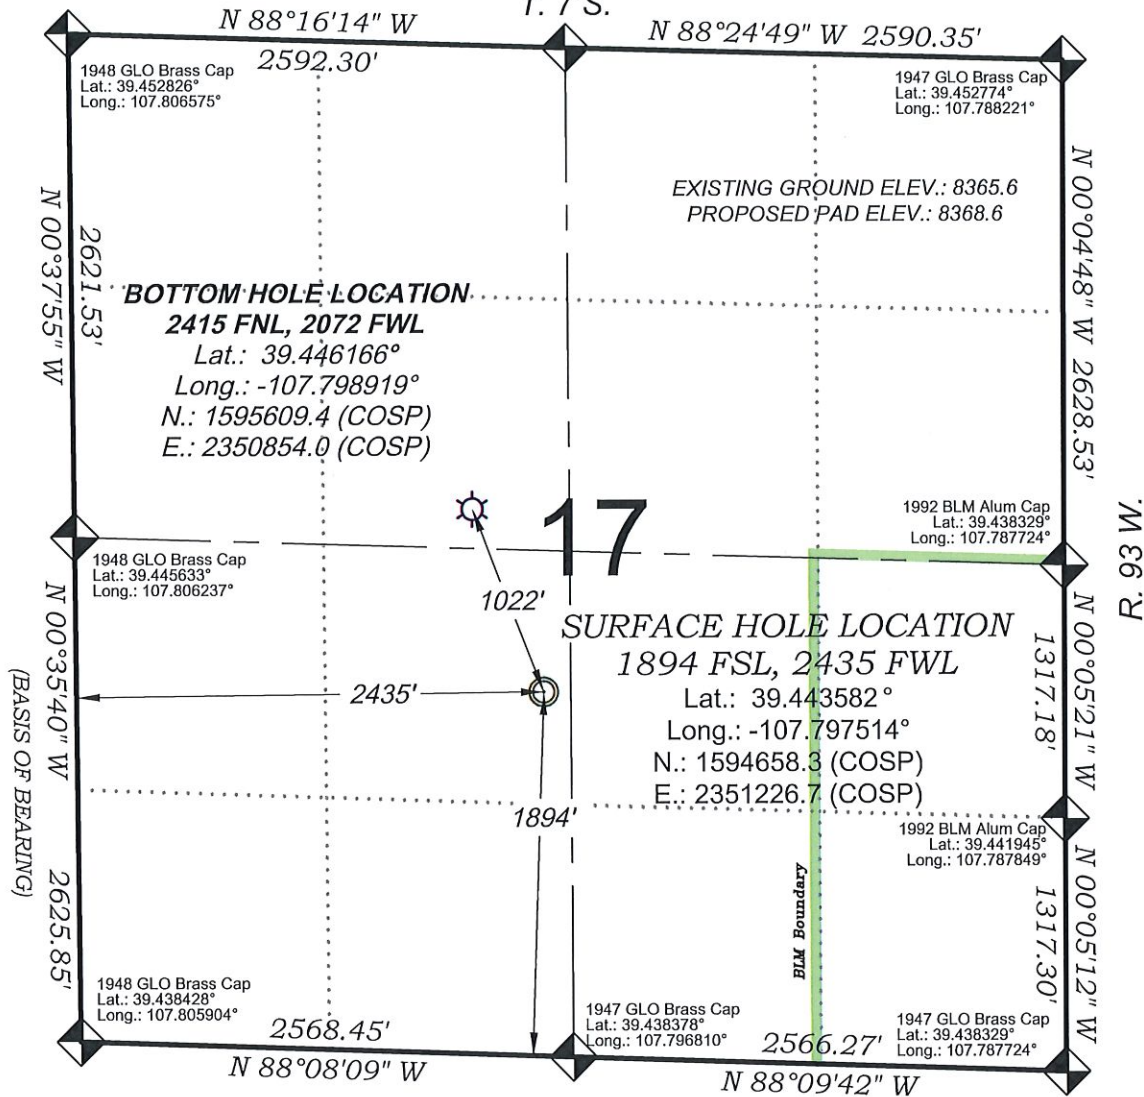 T. 7 S.
N 88°16'14" W
2592.30'
N 88°24'49" W 2590.35'
1948 GLO Brass Cap
Lat.: 39.452826°
Long.: 107.806575°
1947 GLO Brass Cap
Lat.: 39.452774°
Long.: 107.788221°
EXISTING GROUND ELEV.: 8365.6
PROPOSED PAD ELEV.: 8368.6
N 00°37'55" W
2621.53'
N 00°04'48" W 2628.53'
BOTTOM HOLE LOCATION
2415 FNL, 2072 FWL
Lat.: 39.446166°
Long.: -107.798919°
N.: 1595609.4 (COSP)
E.: 2350854.0 (COSP)
17
1992 BLM Alum Cap
Lat.: 39.438329°
Long.: 107.787724°
R. 93 W.
1948 GLO Brass Cap
Lat.: 39.445633°
Long.: 107.806237°
1022'
SURFACE HOLE LOCATION
1894 FSL, 2435 FWL
Lat.: 39.443582°
Long.: -107.797514°
N.: 1594658.3 (COSP)
E.: 2351226.7 (COSP)
N 00°35'40" W
(BASIS OF BEARING)
2625.85'
2435'
1894'
N 00°05'21" W
1317.18'
1992 BLM Alum Cap
Lat.: 39.441945°
Long.: 107.787849°
BLM Boundary
N 00°05'12" W
1317.30'
1948 GLO Brass Cap
Lat.: 39.438428°
Long.: 107.805904°
2568.45'
N 88°08'09" W
1947 GLO Brass Cap
Lat.: 39.438378°
Long.: 107.796810°
2566.27'
N 88°09'42" W
1947 GLO Brass Cap
Lat.: 39.438329°
Long.: 107.787724°